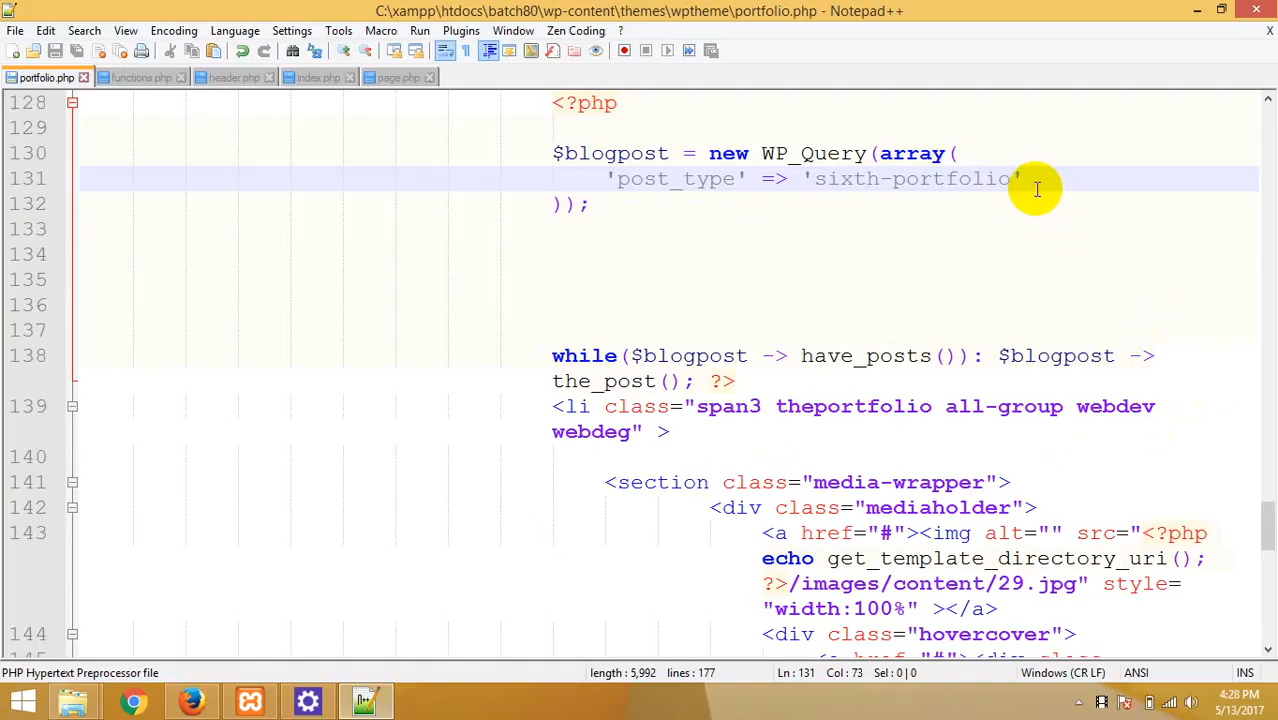 C:\xampp\htdocs\batch80\wp-content\themes\wptheme\portfolio.php - Notepad++
File Edit Search View Encoding Language Settings Tools Macro Run Plugins Window Zen Coding ? X
portfolio.php functions.php header.php index.php page.php
128 <?php
129
130 $blogpost = new WP_Query(array(
131 'post_type' => 'sixth-portfolio'
132 ));
133
134
135
136
137
138 while($blogpost -> have_posts()): $blogpost ->
the_post(); ?>
139 <li class="span3 theportfolio all-group webdev
webdeg" >
140
141 <section class="media-wrapper">
142 <div class="mediaholder">
143 <a href="#"><img alt="" src="<?php
echo get_template_directory_uri();
?>/images/content/29.jpg" style=
"width:100%" ></a>
144 <div class="hovercover">
PHP Hypertext Preprocessor file length : 5,992 lines : 177 Ln : 131 Col : 73 Sel : 0 | 0 Windows (CR LF) ANSI INS
4:28 PM
5/13/2017